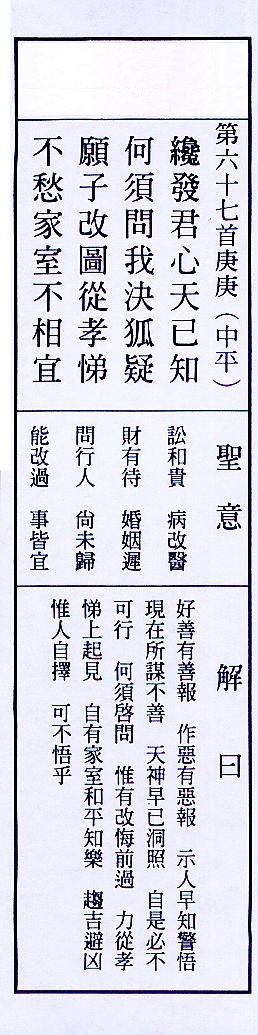 第六十七首庚庚（中平）
纔發君心天已知
何須問我決狐疑
願子改圖從孝悌
不愁家室不相宜
聖意
訟和貴　病改醫
財有待　婚姻遲
問行人　尚未歸
能改過　事皆宜
解曰
好善有善報　作惡有惡報　示人早知警悟
現在所謀不善　天神早已洞照　自是必不
可行　何須啓問　惟有改悔前過　力從孝
悌上起見　自有家室和平知樂　趨吉避凶
惟人自擇　可不悟乎